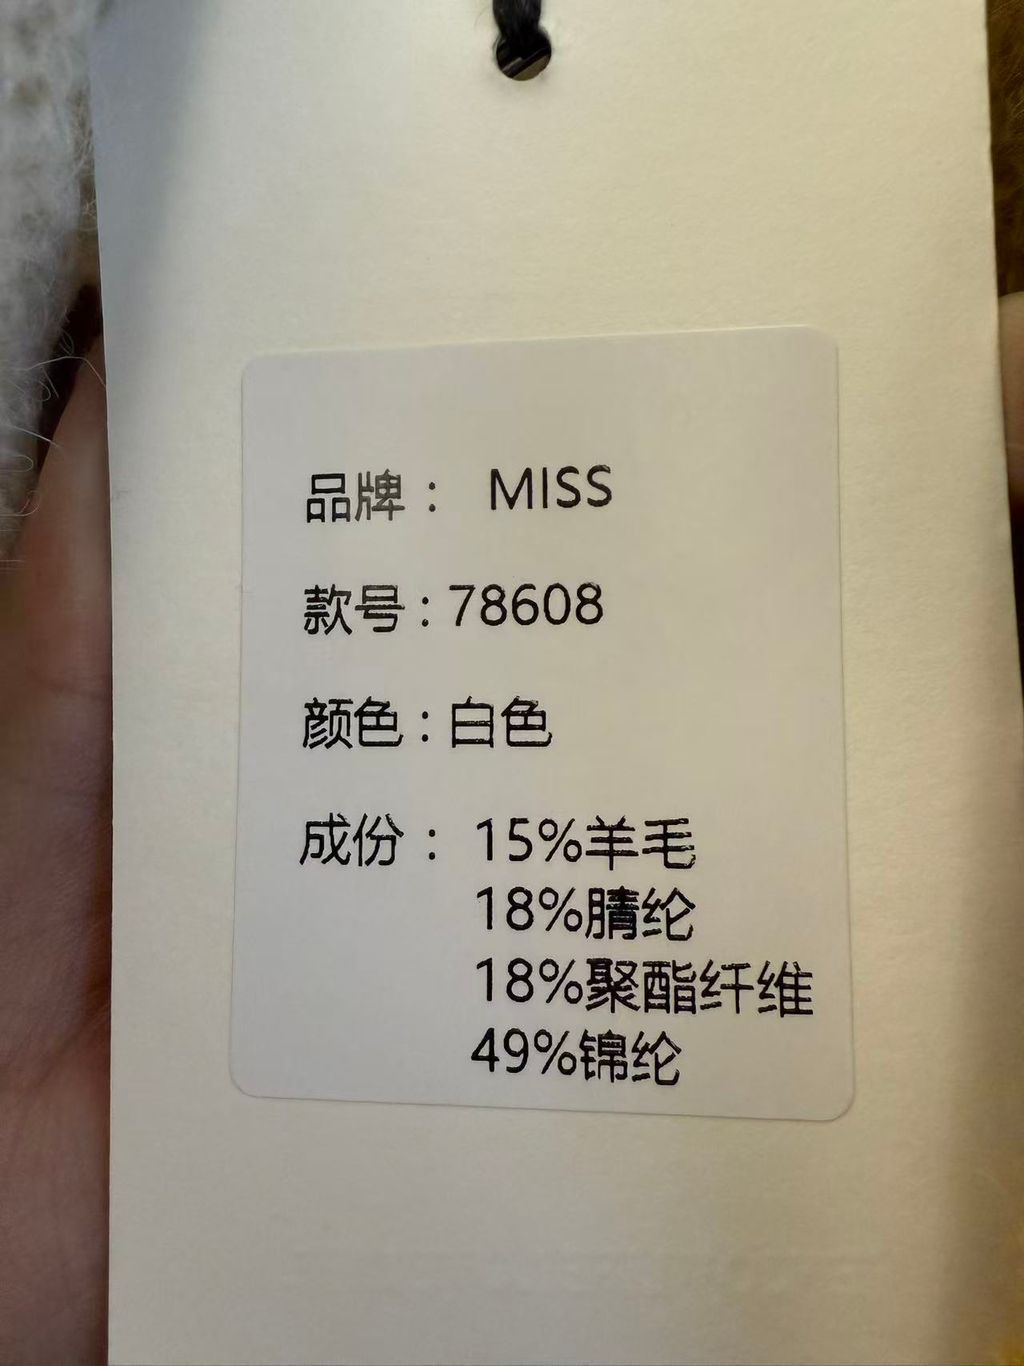 品牌： MISS
款号：78608
颜色：白色
成份： 15%羊毛
18%腈纶
18%聚酯纤维
49%锦纶